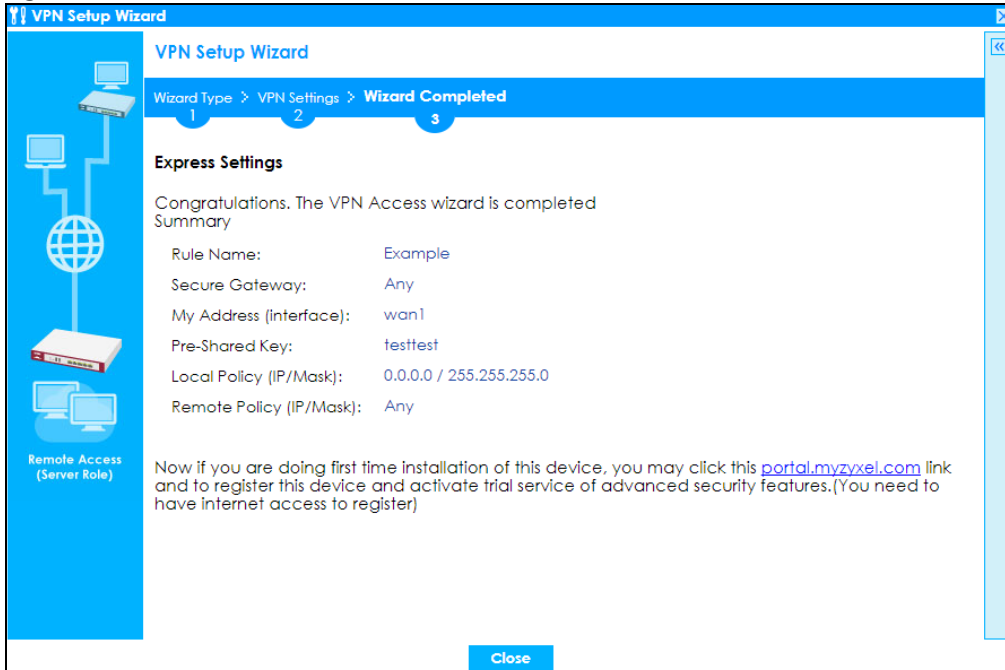 VPN Setup Wizard
VPN Setup Wizard
Wizard Type > VPN Settings > Wizard Completed
1 2 3
Express Settings
Congratulations. The VPN Access wizard is completed
Summary
Rule Name: Example
Secure Gateway: Any
My Address (interface): wan1
Pre-Shared Key: testtest
Local Policy (IP/Mask): 0.0.0.0 / 255.255.255.0
Remote Policy (IP/Mask): Any
Remote Access
(Server Role)
Now if you are doing first time installation of this device, you may click this portal.myzyxel.com link
and to register this device and activate trial service of advanced security features.(You need to
have internet access to register)
Close